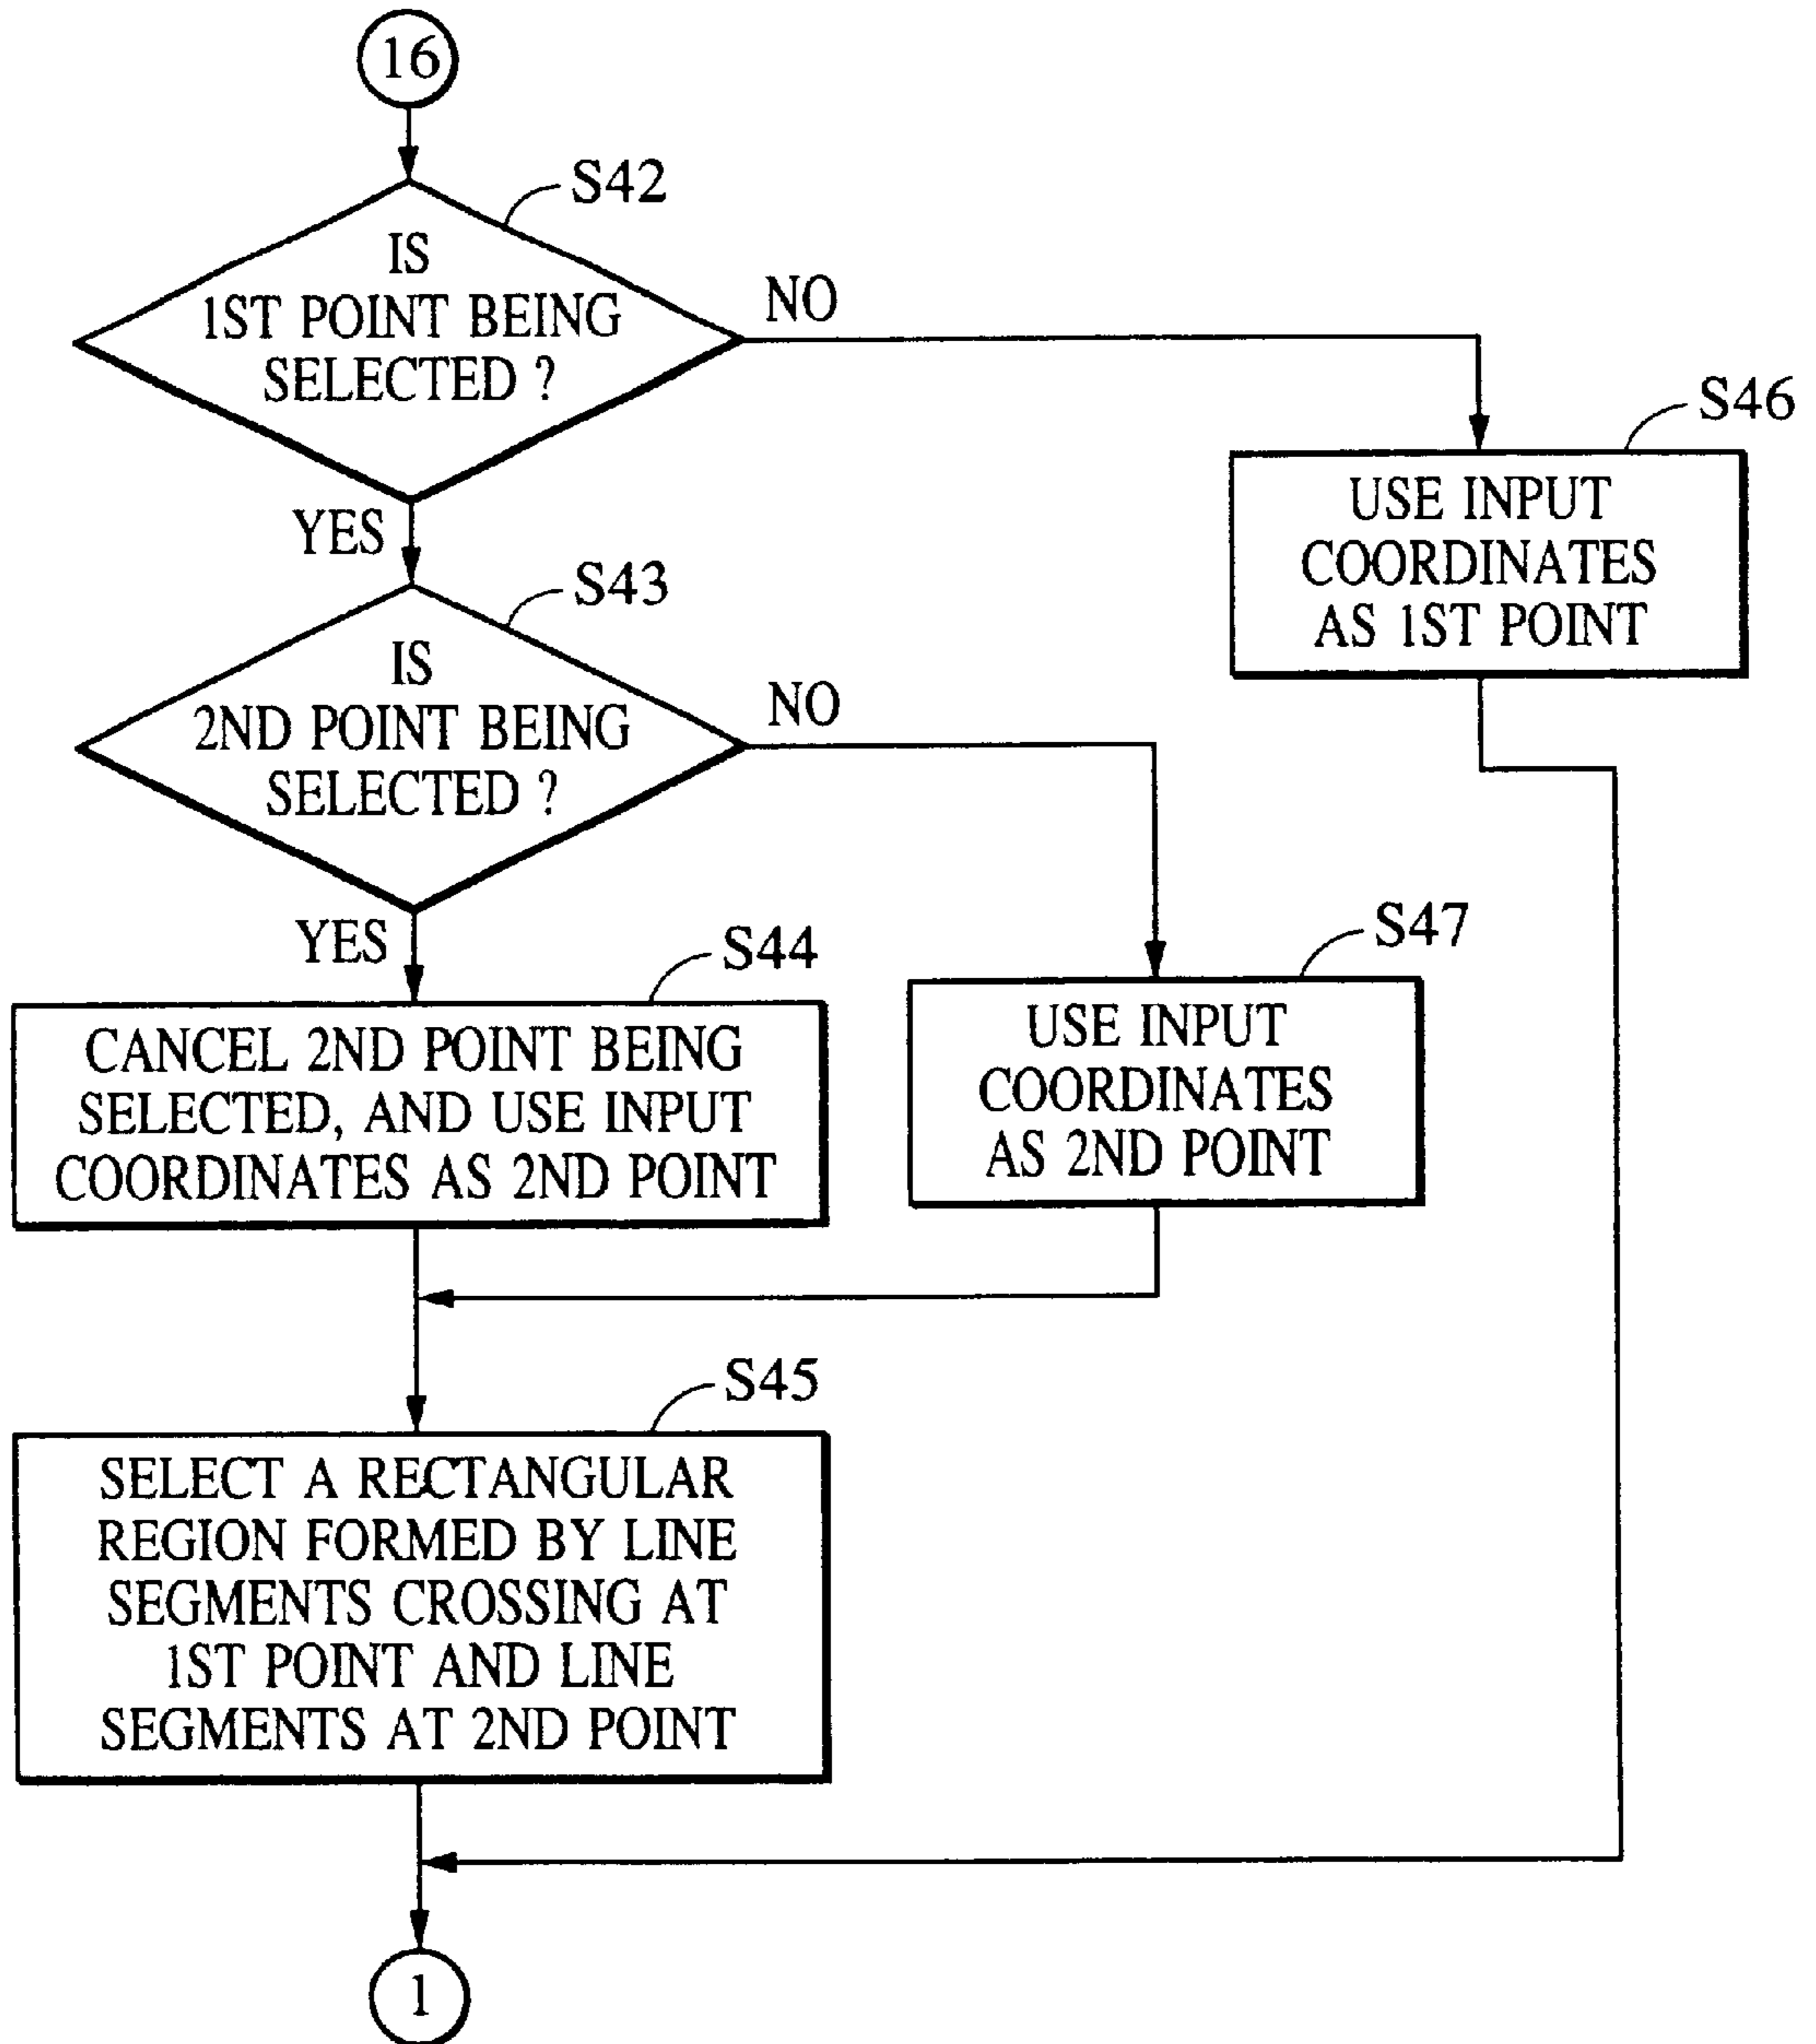 16
S42
IS
1ST POINT BEING
SELECTED ?
NO
YES
S46
USE INPUT
COORDINATES
AS 1ST POINT
S43
IS
2ND POINT BEING
SELECTED ?
NO
YES
S44
CANCEL 2ND POINT BEING
SELECTED, AND USE INPUT
COORDINATES AS 2ND POINT
S47
USE INPUT
COORDINATES
AS 2ND POINT
S45
SELECT A RECTANGULAR
REGION FORMED BY LINE
SEGMENTS CROSSING AT
1ST POINT AND LINE
SEGMENTS AT 2ND POINT
1